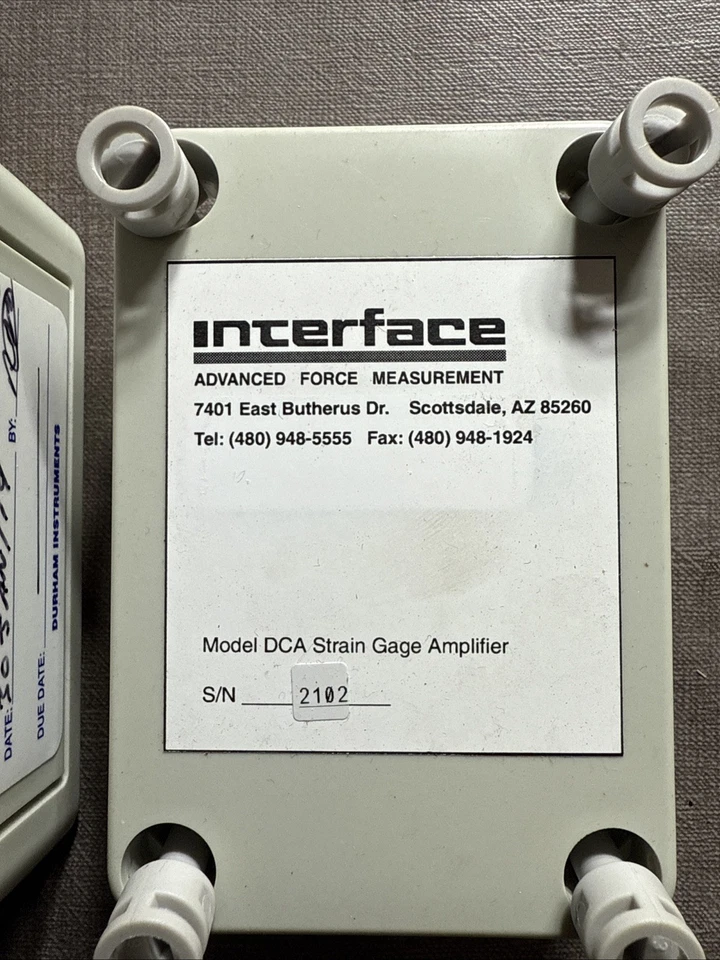 interface
ADVANCED FORCE MEASUREMENT
7401 East Butherus Dr. Scottsdale, AZ 85260
Tel: (480) 948-5555 Fax: (480) 948-1924
Model DCA Strain Gage Amplifier
S/N 2102
BY:
DATE:
DUE DATE:
DURHAM INSTRUMENTS